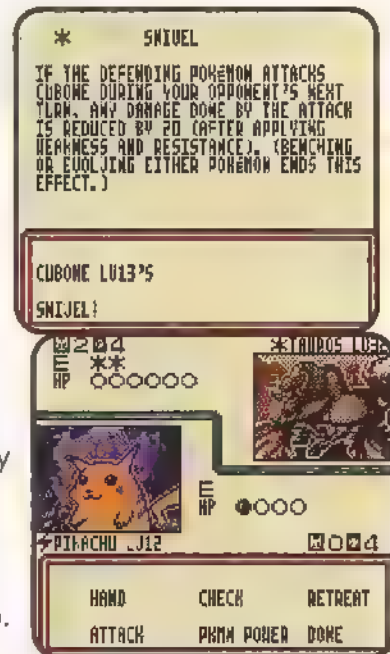 SNIVEL
IF THE DEFENDING POKéMON ATTACKS
CUBONE DURING YOUR OPPONENT'S NEXT
TURN, ANY DAMAGE DONE BY THE ATTACK
IS REDUCED BY 20 (AFTER APPLYING
WEAKNESS AND RESISTANCE). (BENCHING
OR EVOLVING EITHER POKéMON ENDS THIS
EFFECT.)
CUBONE LV13'S
SNIVEL!
TAUROS
E
HP
y
E
HP
PIKACHU LV12
HAND CHECK RETREAT
ATTACK PKMN POWER DONE